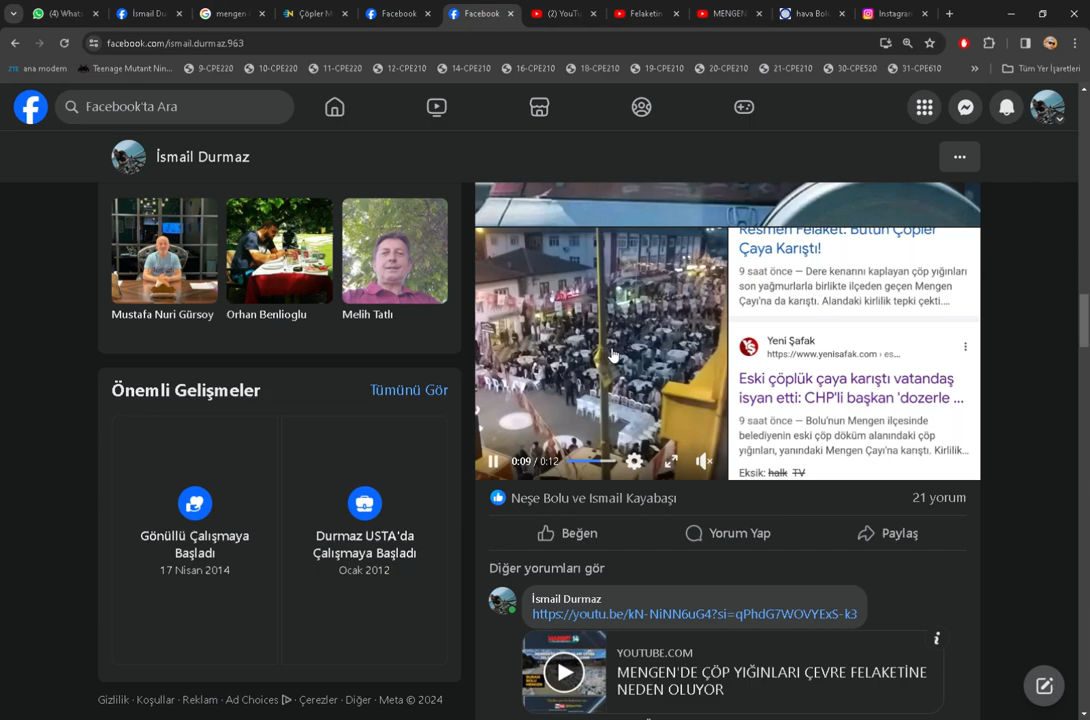 (4) Whats
İsmail Du
mengen
Çöpler M
Facebook
Facebook
(2) YouTu
Felaketin
MENGEN
hava Bolu
Instagram
facebook.com/ismail.durmaz.963
ZTE ana modem
Teenage Mutant Nin...
9-CPE220
10-CPE220
11-CPE220
12-CPE210
14-CPE210
16-CPE210
18-CPE210
19-CPE210
20-CPE210
21-CPE210
30-CPE520
31-CPE610
»
Tüm Yer İşaretleri
Facebook'ta Ara
İsmail Durmaz
Mustafa Nuri Gürsoy
Orhan Benlioglu
Melih Tatlı
Önemli Gelişmeler
Tümünü Gör
Gönüllü Çalışmaya
Başladı
17 Nisan 2014
Durmaz USTA'da
Çalışmaya Başladı
Ocak 2012
Gizlilik · Koşullar · Reklam · Ad Choices · Çerezler · Diğer · Meta © 2024
0:09 / 0:12
Resmen Felaket: Bütün Çöpler
Çaya Karıştı!
9 saat önce — Dere kenarını kaplayan çöp yığınları
son yağmurlarla birlikte ilçeden geçen Mengen
Çayı'na da karıştı. Alandaki kirlilik tepki çekti....
Yeni Şafak
https://www.yenisafak.com › es...
Eski çöplük çaya karıştı vatandaş
isyan etti: CHP'li başkan 'dozerle ...
9 saat önce — Bolu'nun Mengen ilçesinde
belediyenin eski çöp döküm alanındaki çöp
yığınları, yanındaki Mengen Çayı'na karıştı. Kirlilik...
Eksik: halk TV
Neşe Bolu ve Ismail Kayabaşı
21 yorum
Beğen
Yorum Yap
Paylaş
Diğer yorumları gör
İsmail Durmaz
https://youtu.be/kN-NiNN6uG4?si=qPhdG7WOVYExS-k3
YOUTUBE.COM
MENGEN'DE ÇÖP YIĞINLARI ÇEVRE FELAKETİNE
NEDEN OLUYOR